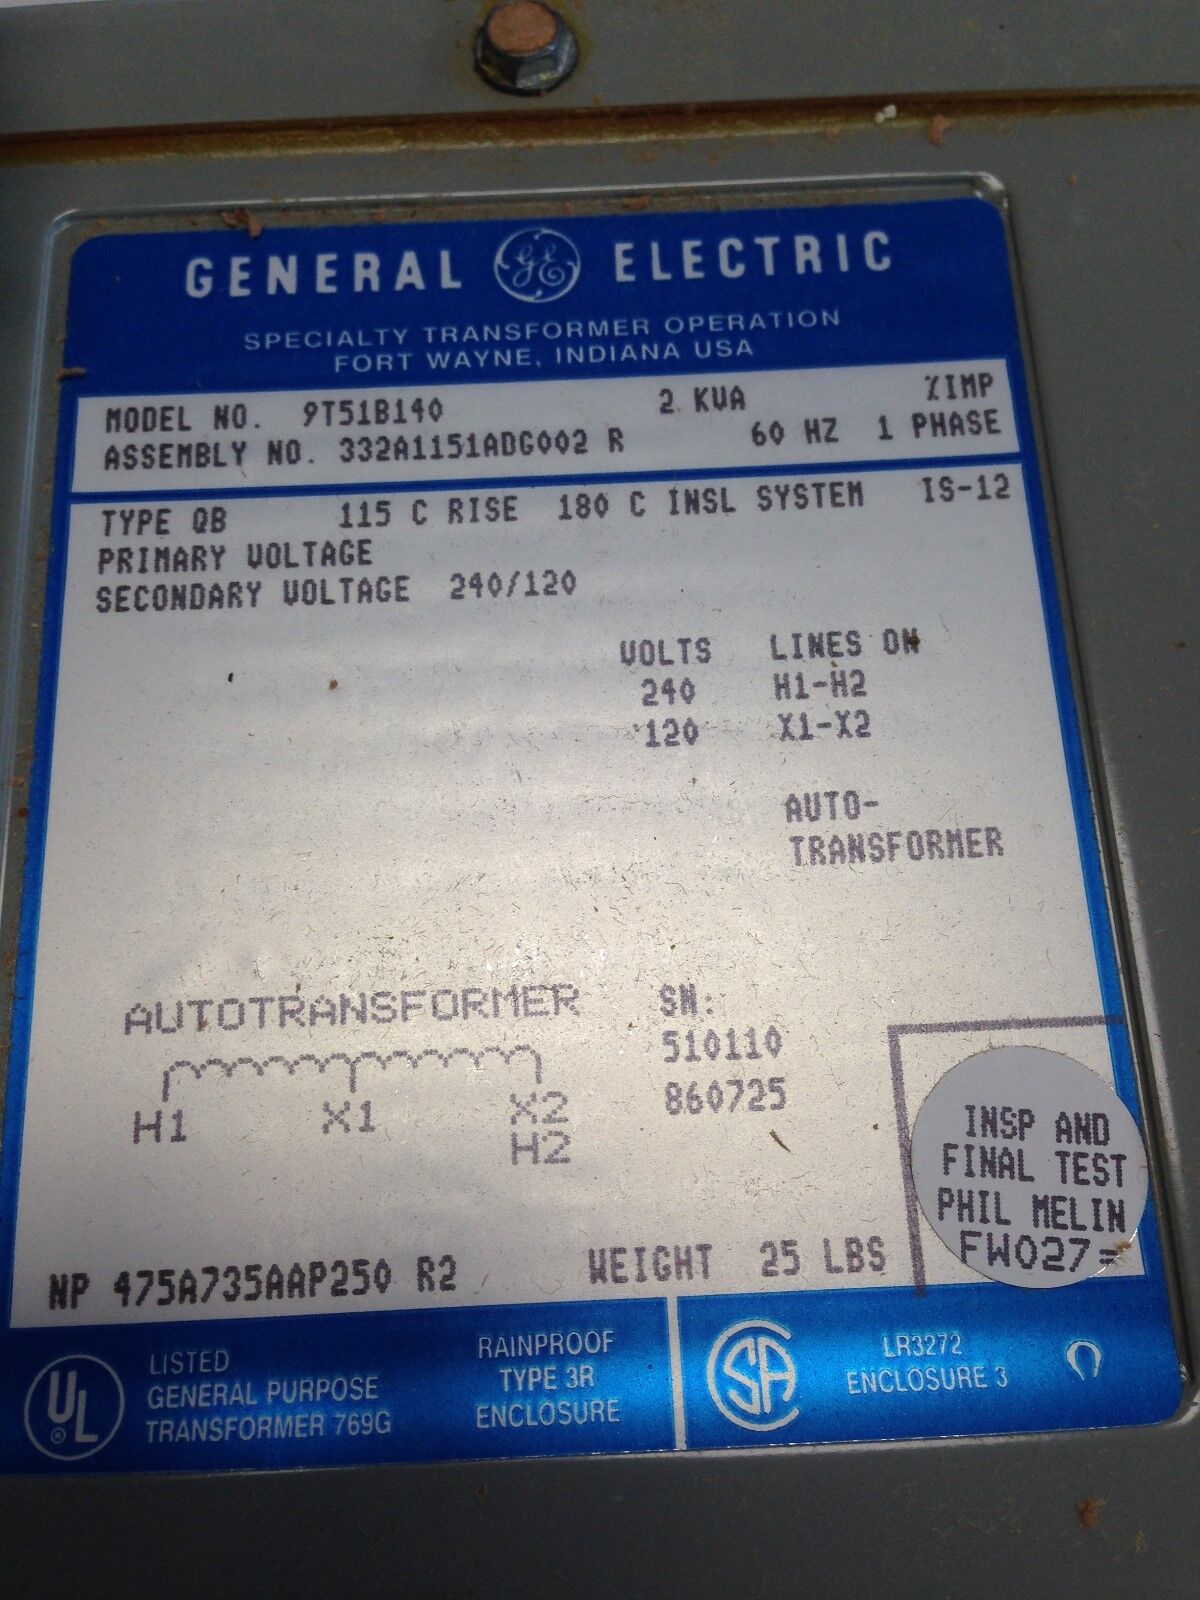 GENERAL GE ELECTRIC
SPECIALTY TRANSFORMER OPERATION
FORT WAYNE, INDIANA USA
MODEL NO. 9T51B140 2 KVA %IMP
ASSEMBLY NO. 332A1151ADG002 R 60 HZ 1 PHASE
TYPE QB 115 C RISE 180 C INSL SYSTEM IS-12
PRIMARY VOLTAGE
SECONDARY VOLTAGE 240/120
VOLTS LINES ON
240 H1-H2
120 X1-X2
AUTO-
TRANSFORMER
AUTOTRANSFORMER
H1 X1 X2
H2
SN:
510110
860725
INSP AND
FINAL TEST
PHIL MELIN
FW027=
NP 475A735AAP250 R2 WEIGHT 25 LBS
UL®
LISTED
GENERAL PURPOSE
TRANSFORMER 769G
RAINPROOF
TYPE 3R
ENCLOSURE
SA
LR3272
ENCLOSURE 3